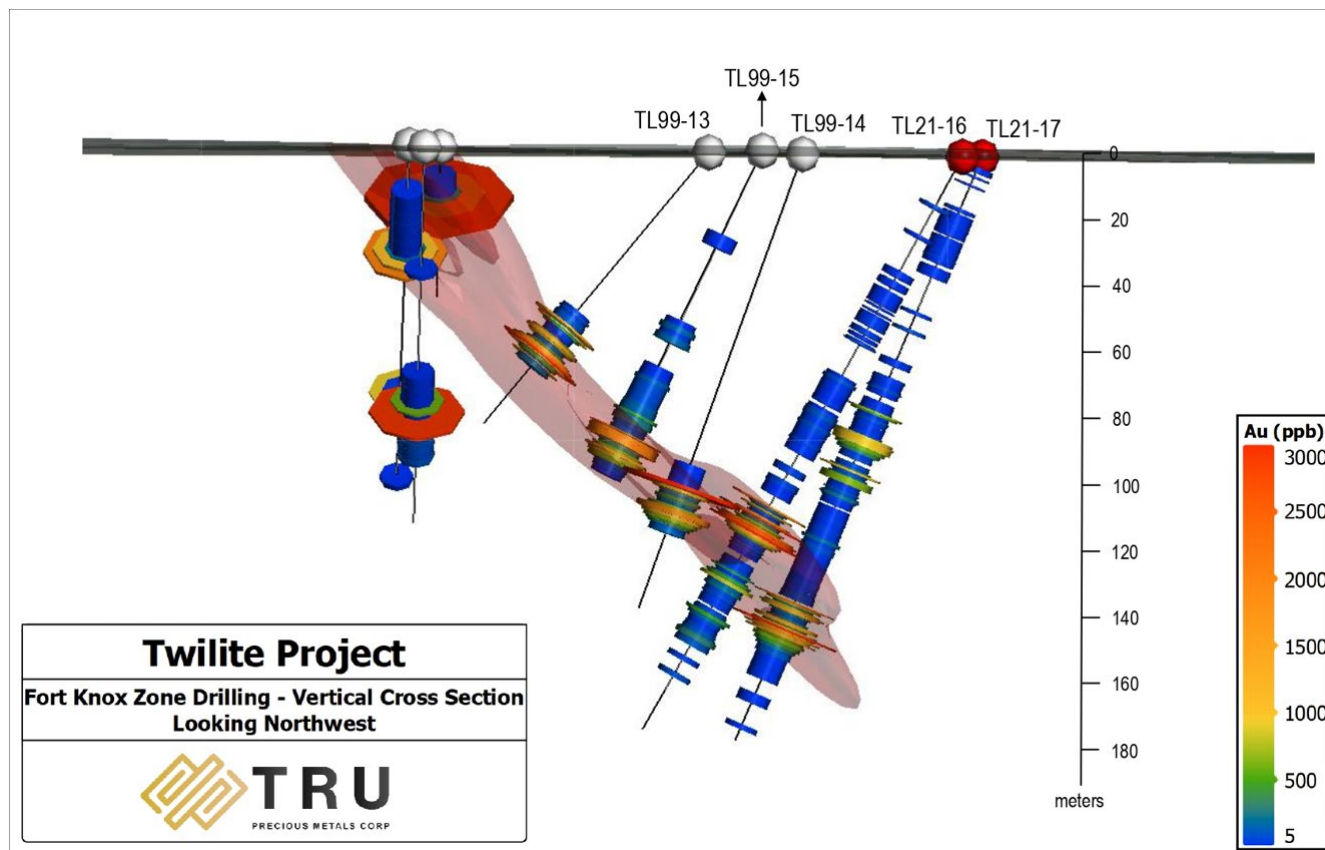 TL99-15
TL99-13
TL99-14
TL21-16
TL21-17
0
20
40
60
80
100
120
140
160
180
meters
Au (ppb)
3000
2500
2000
1500
1000
500
5
Twilite Project
Fort Knox Zone Drilling - Vertical Cross Section
Looking Northwest
TRU
PRECIOUS METALS CORP